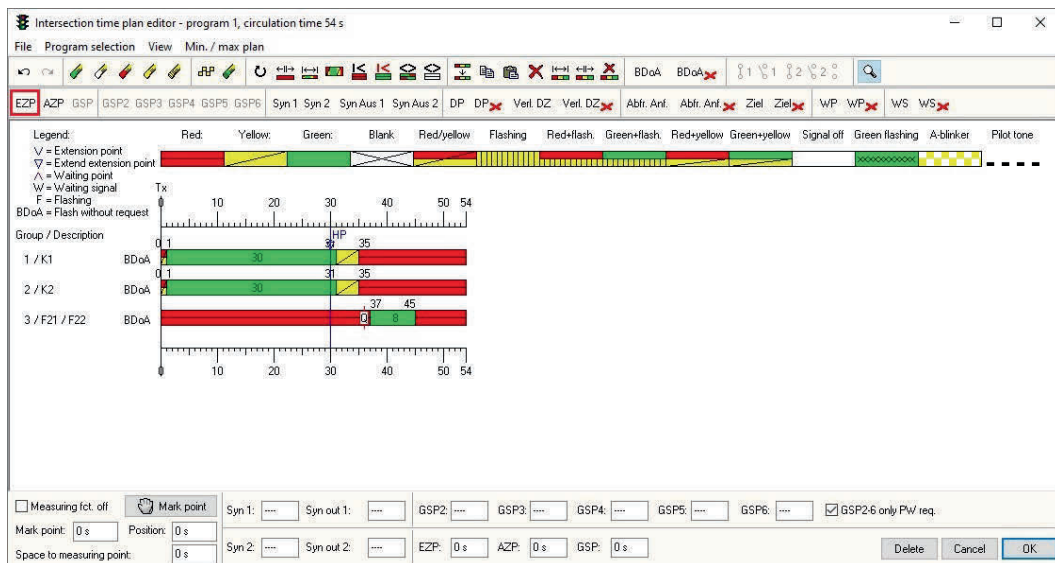 Intersection time plan editor - program 1, circulation time 54 s
File Program selection View Min. / max plan
BDoA BDoA 1 1 2 2
EZP AZP GSP GSP2 GSP3 GSP4 GSP5 GSP6 Syn 1 Syn 2 Syn Aus 1 Syn Aus 2 DP DP Verl. DZ Verl. DZ Abfr. Anf. Abfr. Anf. Ziel Ziel WP WP WS WS
Legend: Red: Yellow: Green: Blank Red/yellow Flashing Red+flash. Green+flash. Red+yellow Green+yellow Signal off Green flashing A-blinker Pilot tone
V = Extension point
∇ = Extend extension point
Λ = Waiting point
W = Waiting signal
F = Flashing
BDoA = Flash without request
Tx
0 10 20 30 40 50 54
Group / Description
HP
0 1 35
1 / K1 BDoA 30
0 1 31 35
2 / K2 BDoA 30
37 45
3 / F21 / F22 BDoA 0 8
0 10 20 30 40 50 54
Measuring fct. off Mark point Syn 1: ---- Syn out 1: ---- GSP2: ---- GSP3: ---- GSP4: ---- GSP5: ---- GSP6: ---- GSP2-6 only PW req.
Mark point: 0 s Position: 0 s
Space to measuring point: 0 s Syn 2: ---- Syn out 2: ---- EZP: 0 s AZP: 0 s GSP: 0 s Delete Cancel OK